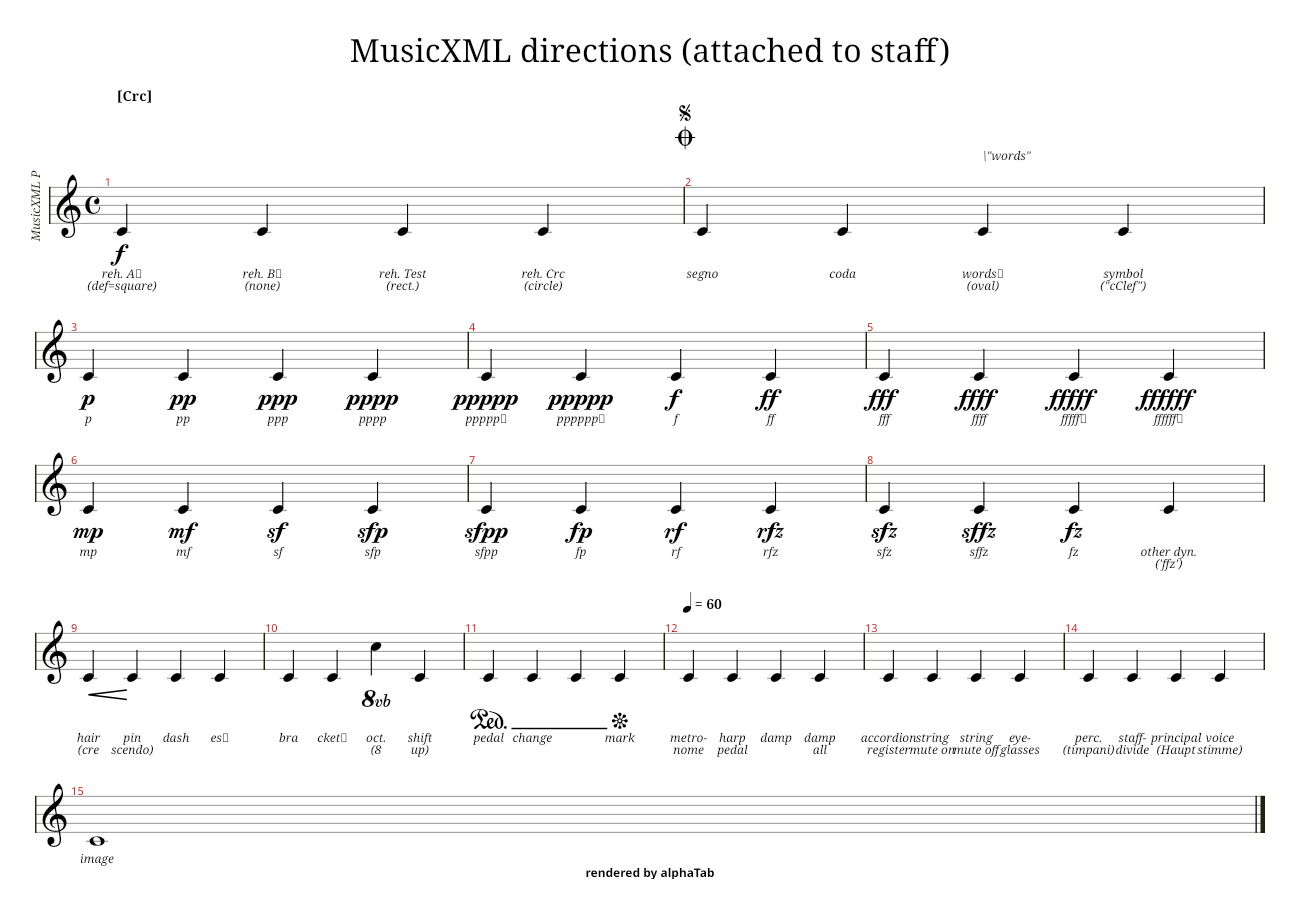 MusicXML directions (attached to staff)
[Crc]
\"words"
MusicXML P
1 2
f
reh. A reh. B reh. Test reh. Crc segno coda words symbol
(def=square) (none) (rect.) (circle) (oval) ("cClef")
3 4 5
p pp ppp pppp ppppp ppppp f ff fff ffff fffff ffffff
p pp ppp pppp ppppp pppppp f ff fff ffff fffff ffffff
6 7 8
mp mf sf sfp sfpp fp rf rfz sfz sffz fz
mp mf sf sfp sfpp fp rf rfz sfz sffz fz other dyn.
('ffz')
= 60
9 10 11 12 13 14
8vb
Ped.
hair pin dash es bra cket oct. shift pedal change mark metro- harp damp damp accordion string string eye- perc. staff- principal voice
(cre scendo) (8 up) nome pedal all register mute on mute off glasses (timpani) divide (Haupt stimme)
15
image
rendered by alphaTab